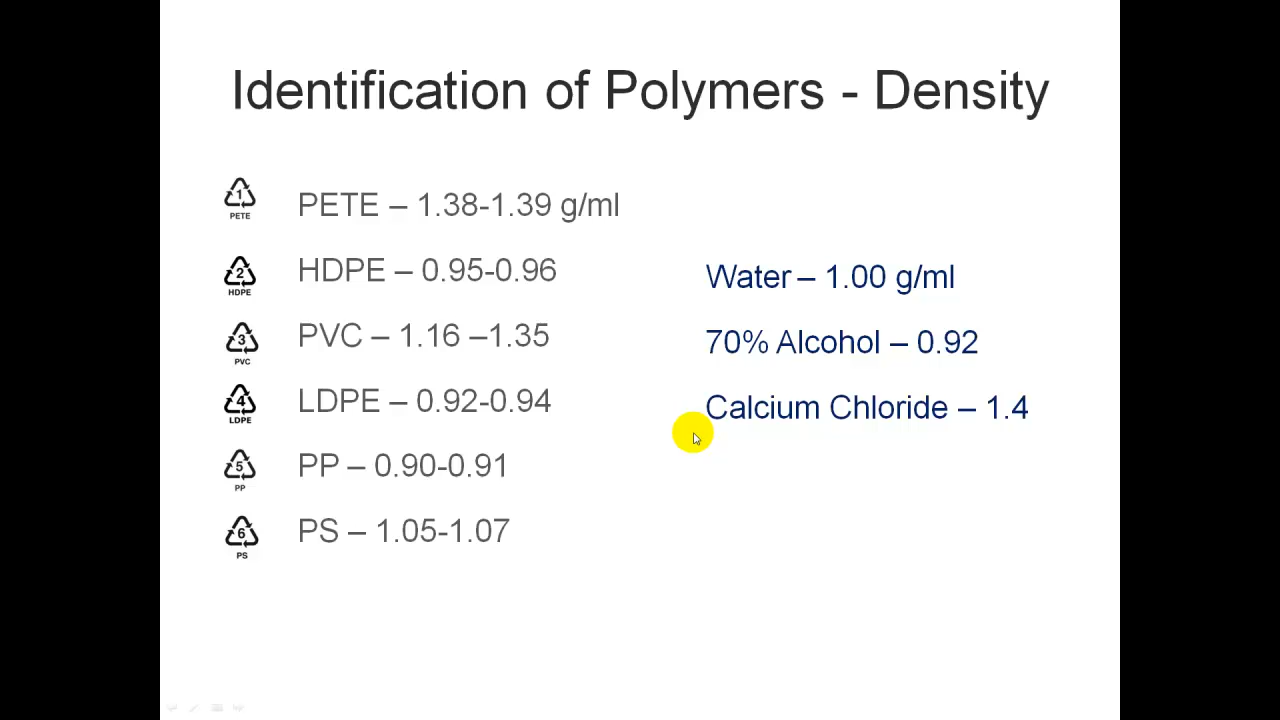 Identification of Polymers - Density
1
PETE
PETE – 1.38-1.39 g/ml
2
HDPE
HDPE – 0.95-0.96
3
PVC
PVC – 1.16 –1.35
4
LDPE
LDPE – 0.92-0.94
5
PP
PP – 0.90-0.91
6
PS
PS – 1.05-1.07
Water – 1.00 g/ml
70% Alcohol – 0.92
Calcium Chloride – 1.4